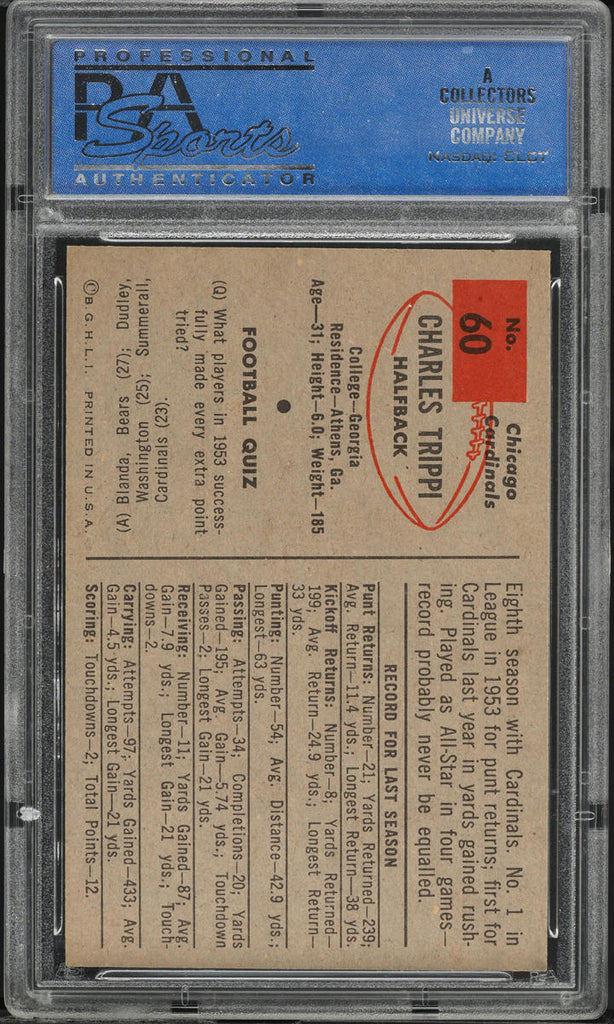 PROFESSIONAL
PSA
Sports
AUTHENTICATOR
A
COLLECTORS
UNIVERSE
COMPANY
NASDAQ: CLCT
No.
60
Chicago
Cardinals
CHARLES TRIPPI
HALFBACK
College—Georgia
Residence—Athens, Ga.
Age—31; Height—6.0; Weight—185
FOOTBALL QUIZ
(Q) What players in 1953 success-
fully made every extra point
tried?
(A) Blanda, Bears (27); Dudley,
Washington (25); Summerall,
Cardinals (23).
©B.G.H.L.I. PRINTED IN U.S.A.
Eighth season with Cardinals. No. 1 in
League in 1953 for punt returns; first for
Cardinals last year in yards gained rush-
ing. Played as All-Star in four games—
record probably never be equalled.
RECORD FOR LAST SEASON
Punt Returns: Number—21; Yards Returned—239;
Avg. Return—11.4 yds.; Longest Return—38 yds.
Kickoff Returns: Number—8; Yards Returned—
199; Avg. Return—24.9 yds.; Longest Return—
33 yds.
Punting: Number—54; Avg. Distance—42.9 yds.;
Longest—63 yds.
Passing: Attempts—34; Completions—20; Yards
Gained—195; Avg. Gain—5.74 yds.; Touchdown
Passes—2; Longest Gain—21 yds.
Receiving: Number—11; Yards Gained—87; Avg.
Gain—7.9 yds.; Longest Gain—21 yds.; Touch-
downs—2.
Carrying: Attempts—97; Yards Gained—433; Avg.
Gain—4.5 yds.; Longest Gain—21 yds.
Scoring: Touchdowns—2; Total Points—12.